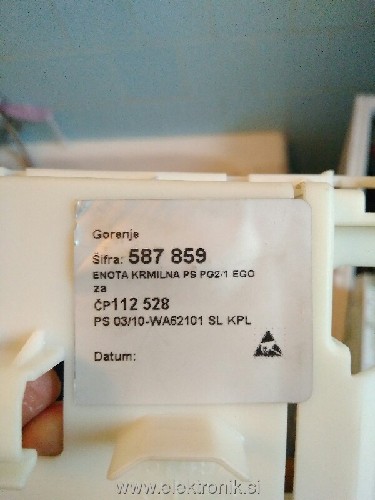 Gorenje
Šifra: 587 859
ENOTA KRMILNA PS PG2/1 EGO
za
ČP112 528
PS 03/10-WA62101 SL KPL
Datum:
www.elektronik.si